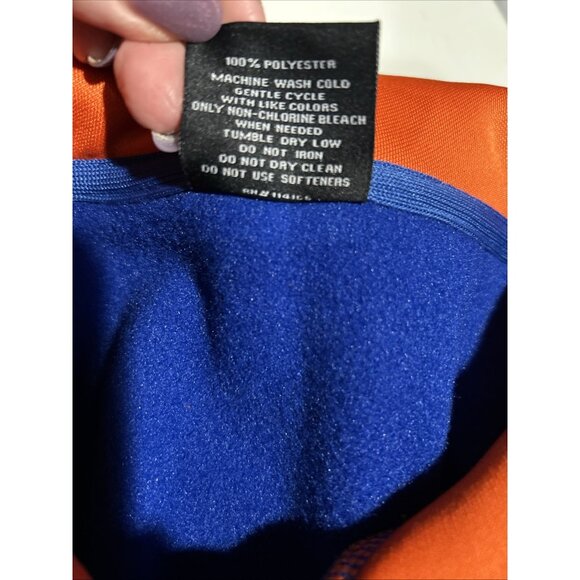 100% POLYESTER
MACHINE WASH COLD
GENTLE CYCLE
WITH LIKE COLORS
ONLY NON-CHLORINE BLEACH
WHEN NEEDED
TUMBLE DRY LOW
DO NOT IRON
DO NOT DRY CLEAN
DO NOT USE SOFTENERS